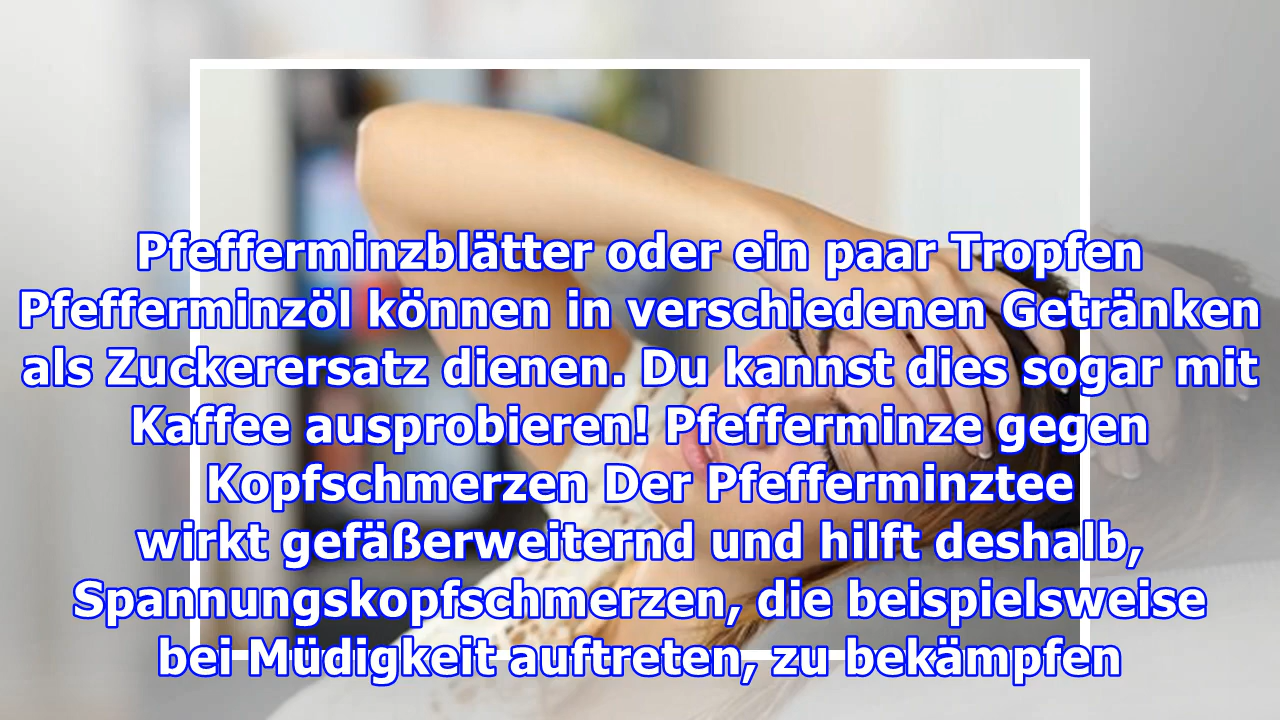 Pfefferminzblätter oder ein paar Tropfen
Pfefferminzöl können in verschiedenen Getränken
als Zuckerersatz dienen. Du kannst dies sogar mit
Kaffee ausprobieren! Pfefferminze gegen
Kopfschmerzen Der Pfefferminztee
wirkt gefäßerweiternd und hilft deshalb,
Spannungskopfschmerzen, die beispielsweise
bei Müdigkeit auftreten, zu bekämpfen